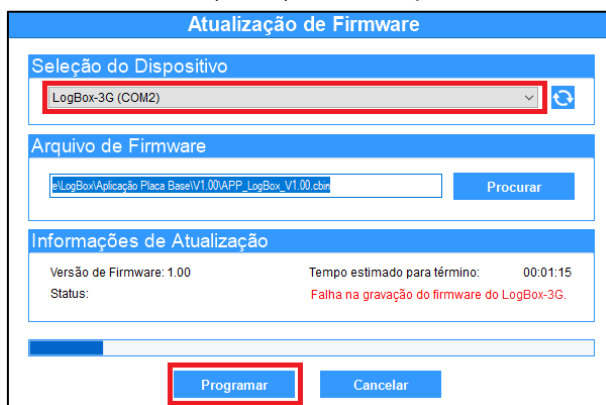 Atualização de Firmware
Seleção do Dispositivo
LogBox-3G (COM2)
Arquivo de Firmware
e\LogBox\Aplicação Placa Base\V1.00\APP_LogBox_V1.00.cbin
Procurar
Informações de Atualização
Versão de Firmware: 1.00 Tempo estimado para término: 00:01:15
Status: Falha na gravação do firmware do LogBox-3G.
Programar Cancelar